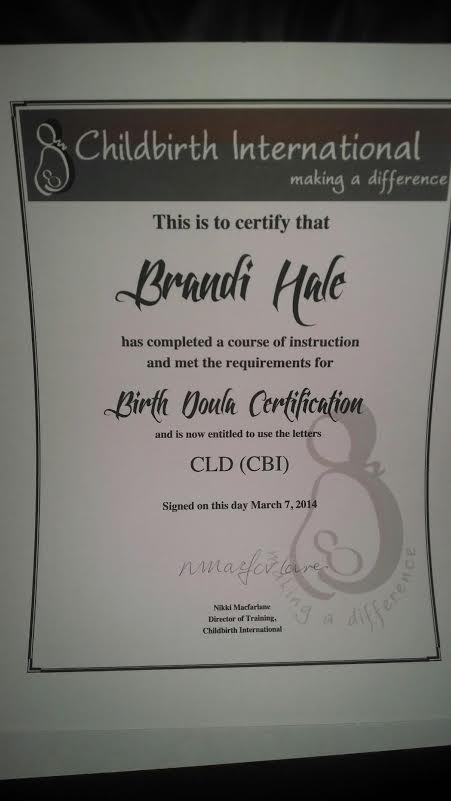 Childbirth International
making a difference
This is to certify that
Brandi Hale
has completed a course of instruction
and met the requirements for
Birth Doula Certification
and is now entitled to use the letters
CLD (CBI)
Signed on this day March 7, 2014
NMacfarlane
making a difference
Nikki Macfarlane
Director of Training,
Childbirth International